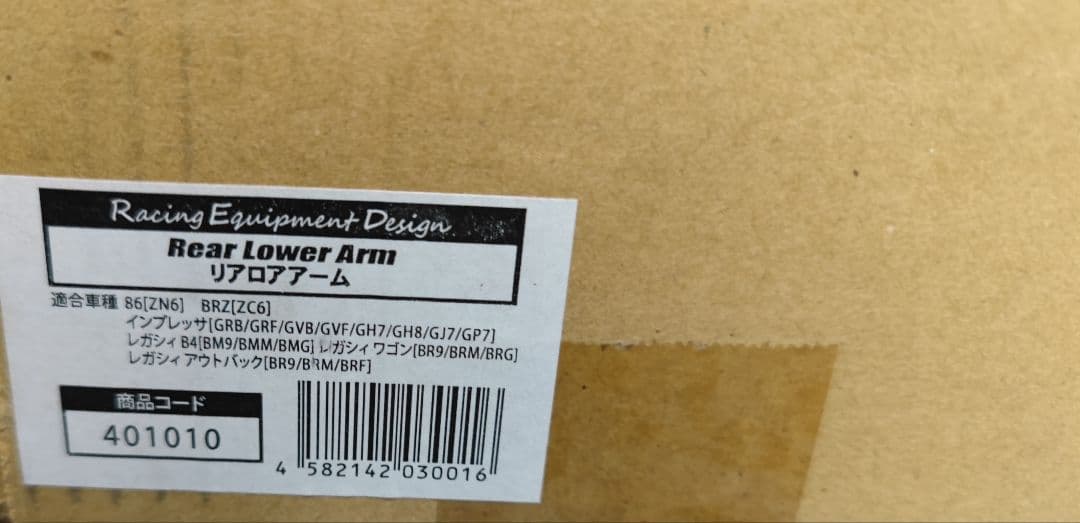 Racing Equipment Design
Rear Lower Arm
リアロアアーム
適合車種 86[ZN6] BRZ[ZC6]
インプレッサ[GRB/GRF/GVB/GVF/GH7/GH8/GJ7/GP7]
レガシィ B4[BM9/BMM/BMG] レガシィ ワゴン[BR9/BRM/BRG]
レガシィ アウトバック[BR9/BRM/BRF]
商品コード
401010
4 582142 030016